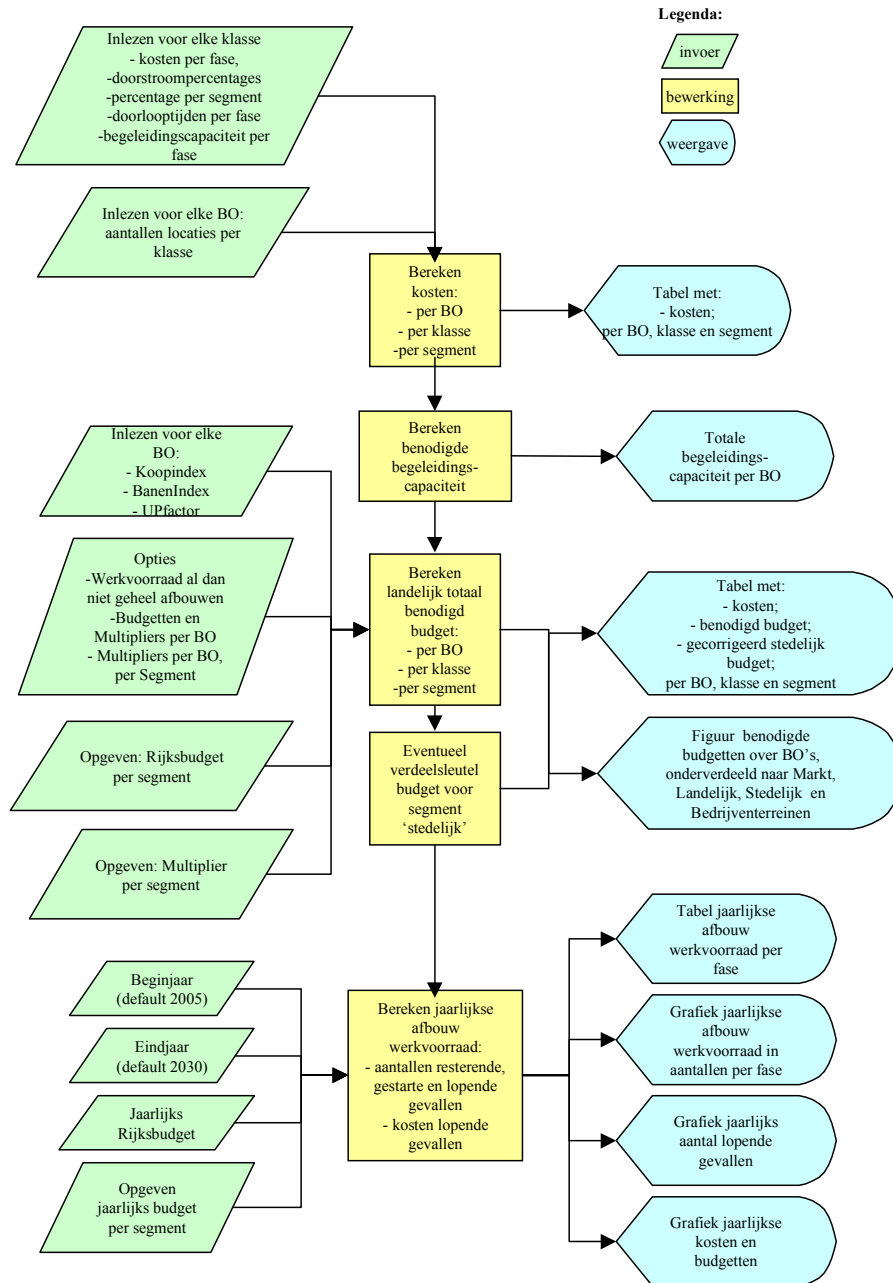 Legenda:
invoer
bewerking
weergave
Inlezen voor elke klasse
- kosten per fase,
-doorstroompercentages
-percentage per segment
-doorlooptijden per fase
-begeleidingscapaciteit per
fase
Inlezen voor elke BO:
aantallen locaties per
klasse
Bereken
kosten:
- per BO
- per klasse
-per segment
Tabel met:
- kosten;
per BO, klasse en segment
Bereken
benodigde
begeleidings-
capaciteit
Totale
begeleidings-
capaciteit per BO
Inlezen voor elke
BO:
- Koopindex
- BanenIndex
- UPfactor
Opties
-Werkvoorraad al dan
niet geheel afbouwen
-Budgetten en
Multipliers per BO
- Multipliers per BO,
per Segment
Bereken
landelijk totaal
benodigd
budget:
- per BO
- per klasse
-per segment
Tabel met:
- kosten;
- benodigd budget;
- gecorrigeerd stedelijk
budget;
per BO, klasse en segment
Opgeven: Rijksbudget
per segment
Eventueel
verdeelsleutel
budget voor
segment
‘stedelijk’
Figuur benodigde
budgetten over BO’s,
onderverdeeld naar Markt,
Landelijk, Stedelijk en
Bedrijventerreinen
Opgeven: Multiplier
per segment
Tabel jaarlijkse
afbouw
werkvoorraad per
fase
Beginjaar
(default 2005)
Eindjaar
(default 2030)
Jaarlijks
Rijksbudget
Opgeven
jaarlijks budget
per segment
Bereken jaarlijkse
afbouw
werkvoorraad:
- aantallen resterende,
gestarte en lopende
gevallen
- kosten lopende
gevallen
Grafiek jaarlijkse
afbouw
werkvoorraad in
aantallen per fase
Grafiek jaarlijks
aantal lopende
gevallen
Grafiek jaarlijkse
kosten en
budgetten